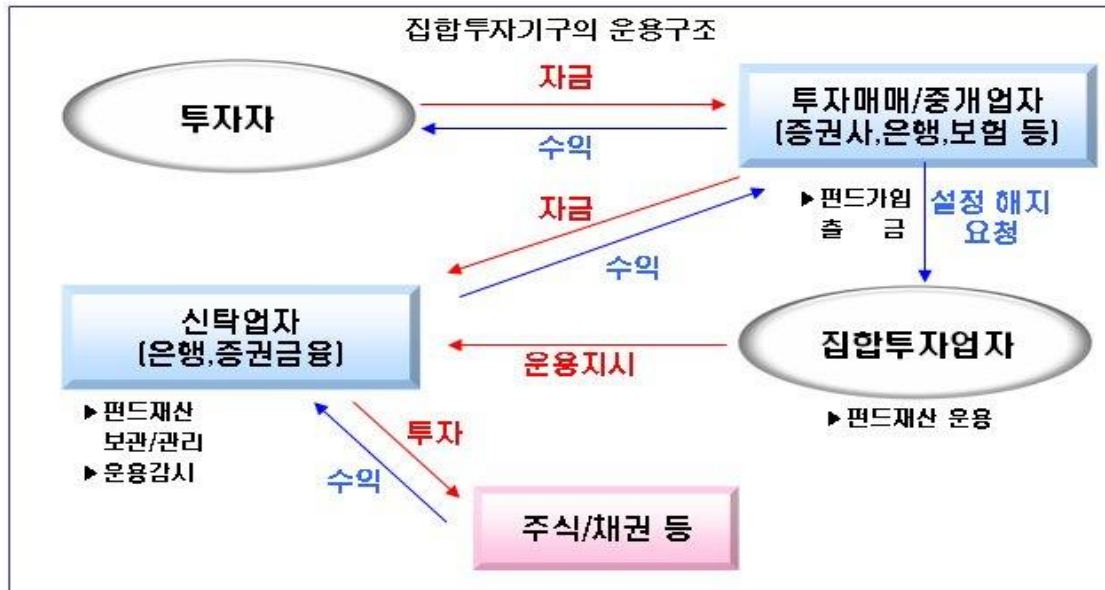 집합투자기구의 운용구조
투자자
자금
수익
투자매매/중개업자
(증권사,은행,보험 등)
자금
수익
▶펀드가입
출 금
설정 해지
요청
신탁업자
(은행,증권금융)
운용지시
집합투자업자
▶펀드재산
보관/관리
▶운용감시
투자
수익
▶펀드재산 운용
주식/채권 등